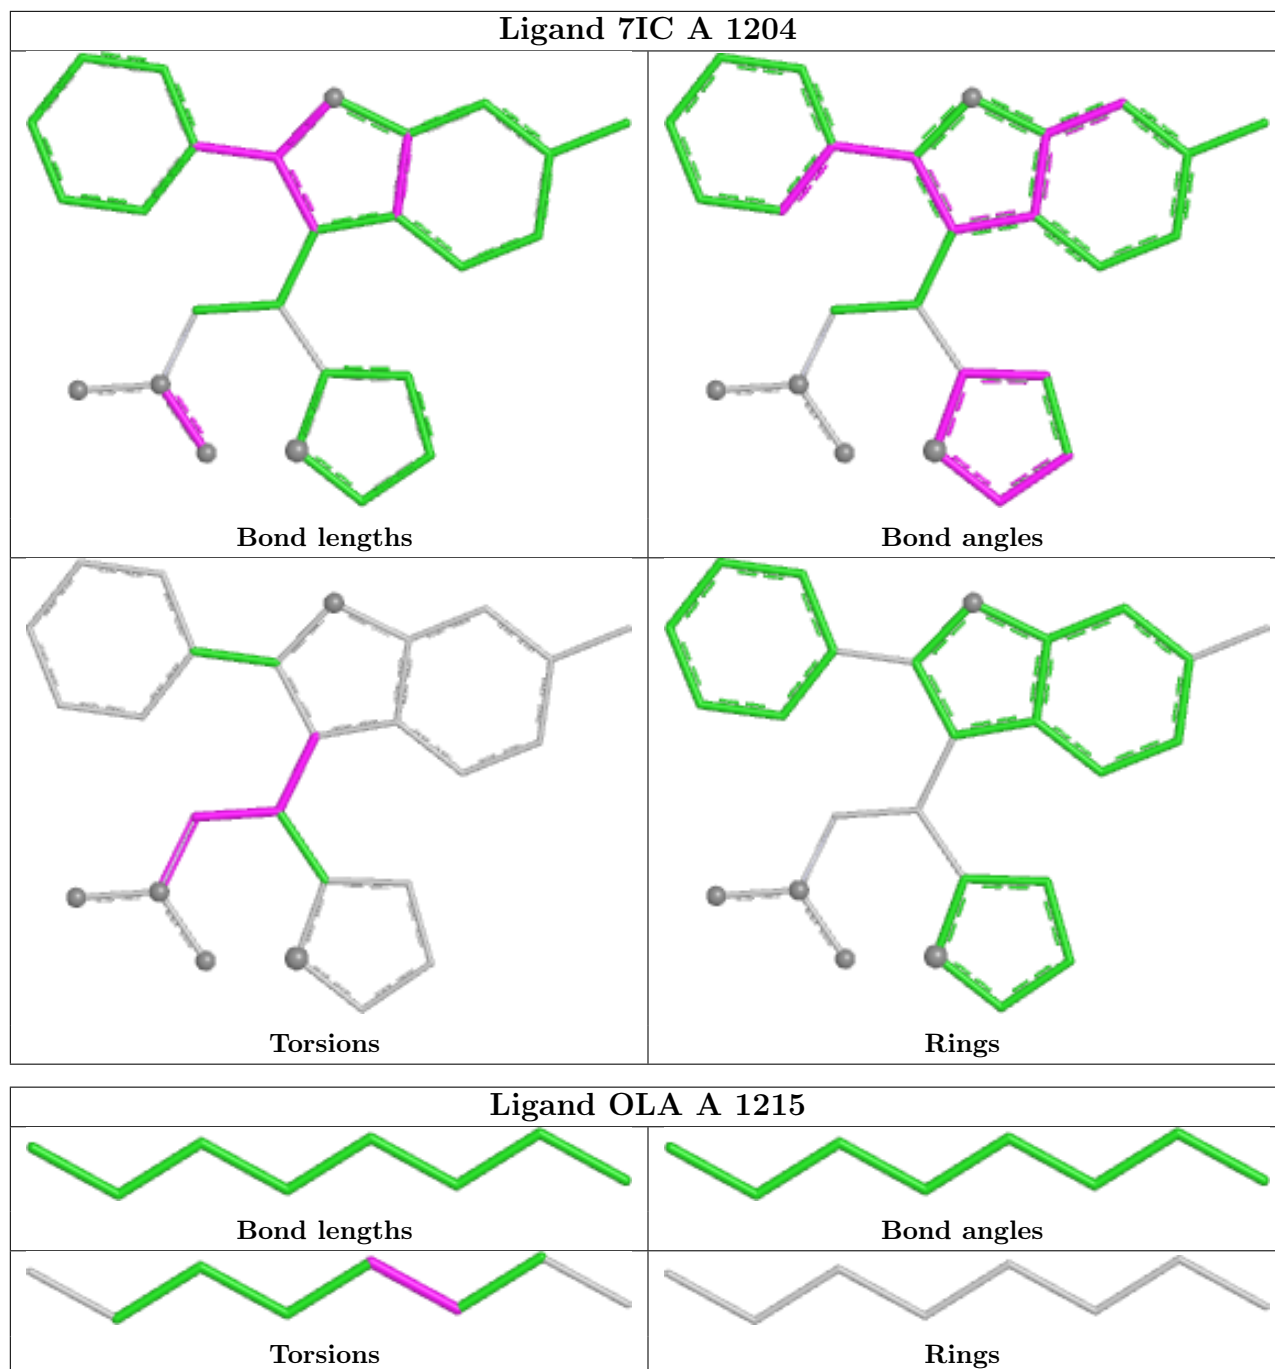 Ligand 7IC A 1204
Bond lengths
Bond angles
Torsions
Rings
Ligand OLA A 1215
Bond lengths
Bond angles
Torsions
Rings